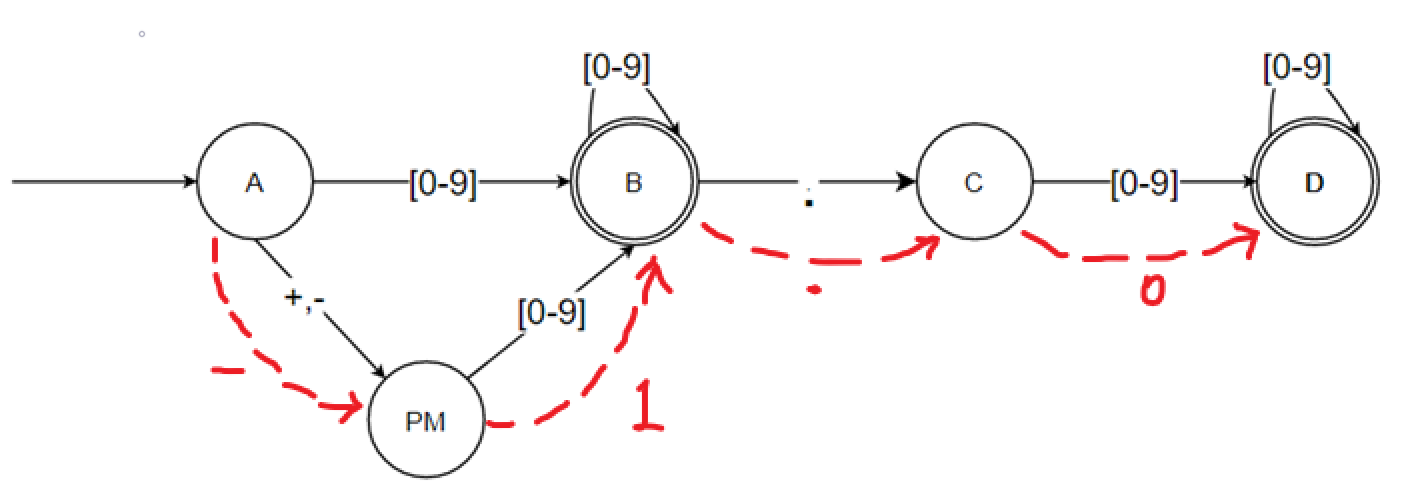 [0-9] [0-9]
A [0-9] B . C [0-9] D
+,- [0-9] . 0
- PM 1